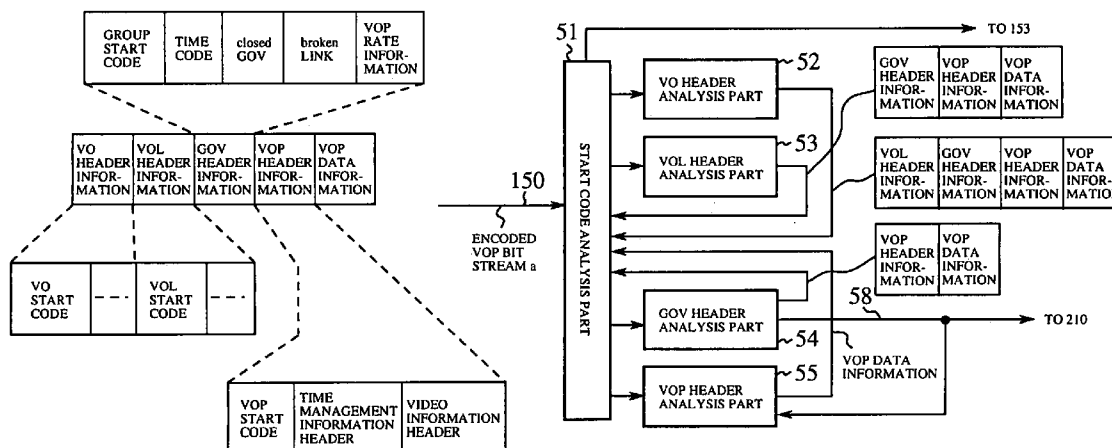 GROUP
START
CODE
TIME
CODE
closed
GOV
broken
LINK
VOP
RATE
INFOR-
MATION
VO
HEADER
INFOR-
MATION
VOL
HEADER
INFOR-
MATION
GOV
HEADER
INFOR-
MATION
VOP
HEADER
INFOR-
MATION
VOP
DATA
INFOR-
MATION
VO
START
CODE
VOL
START
CODE
VOP
START
CODE
TIME
MANAGEMENT
INFORMATION
HEADER
VIDEO
INFORMATION
HEADER
150
ENCODED
VOP BIT
STREAM a
51
START CODE ANALYSIS PART
TO 153
52
VO HEADER
ANALYSIS PART
53
VOL HEADER
ANALYSIS PART
GOV HEADER
ANALYSIS PART
54
55
VOP HEADER
ANALYSIS PART
58
TO 210
VOP DATA
INFORMATION
GOV
HEADER
INFOR-
MATION
VOP
HEADER
INFOR-
MATION
VOP
DATA
INFOR-
MATION
VOL
HEADER
INFOR-
MATION
GOV
HEADER
INFOR-
MATION
VOP
HEADER
INFOR-
MATION
VOP
DATA
INFOR-
MATION
VOP
HEADER
INFOR-
MATION
VOP
DATA
INFOR-
MATION